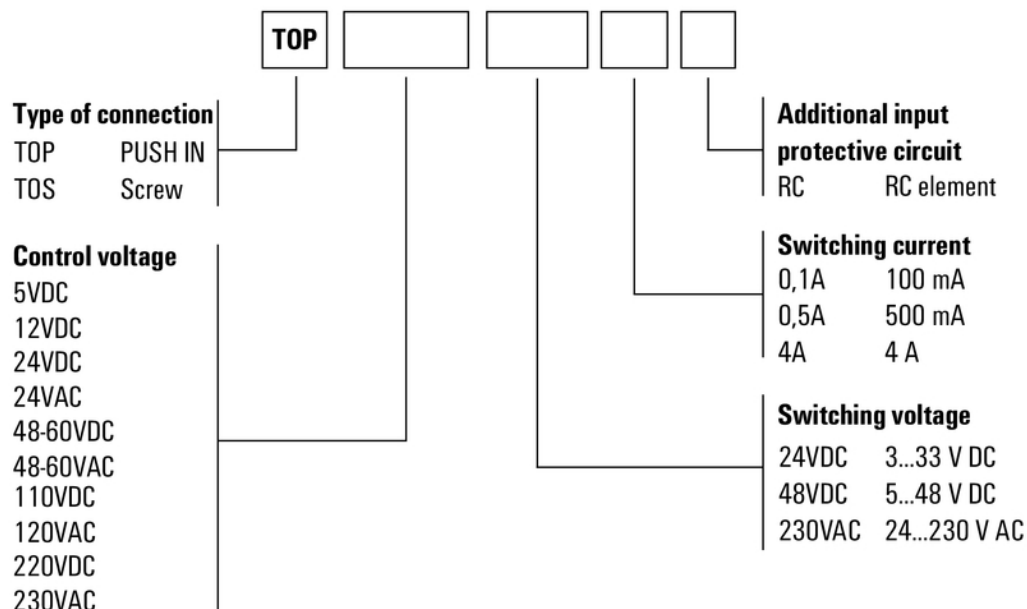 TOP
Type of connection
TOP PUSH IN
TOS Screw
Control voltage
5VDC
12VDC
24VDC
24VAC
48-60VDC
48-60VAC
110VDC
120VAC
220VDC
230VAC
Additional input
protective circuit
RC RC element
Switching current
0,1A 100 mA
0,5A 500 mA
4A 4 A
Switching voltage
24VDC 3...33 V DC
48VDC 5...48 V DC
230VAC 24...230 V AC